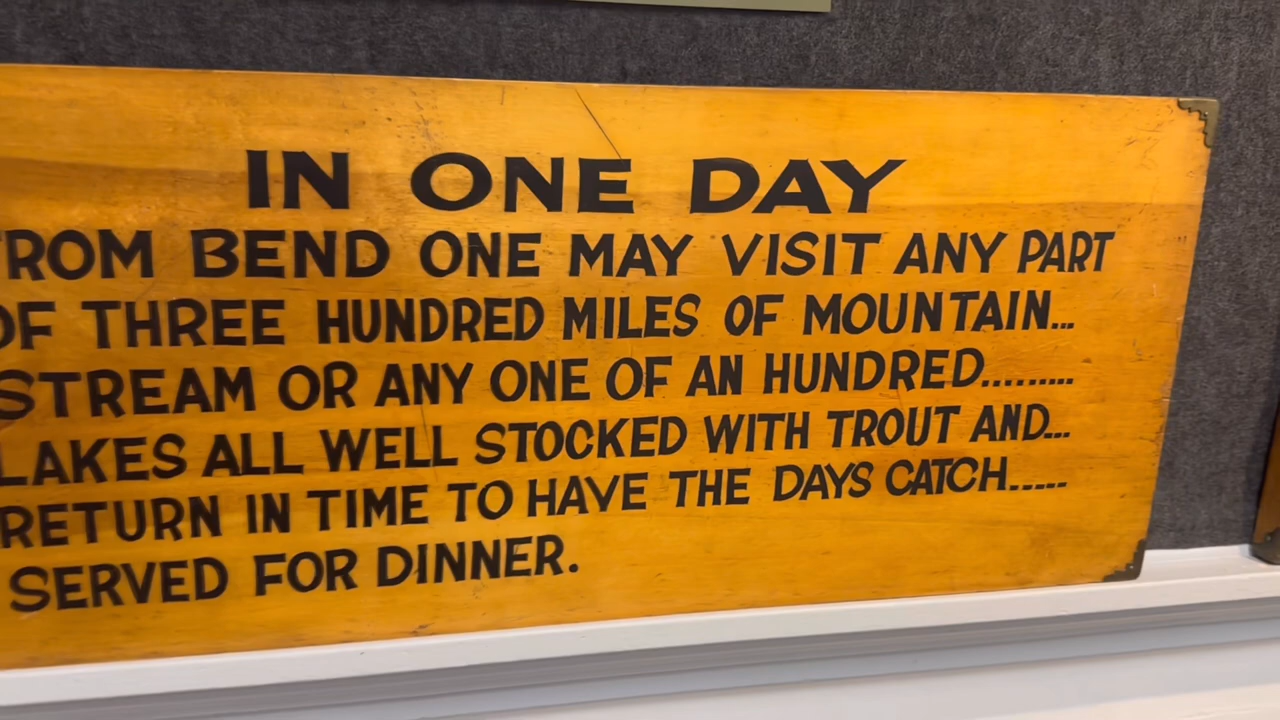 IN ONE DAY
FROM BEND ONE MAY VISIT ANY PART
OF THREE HUNDRED MILES OF MOUNTAIN...
STREAM OR ANY ONE OF AN HUNDRED.........
LAKES ALL WELL STOCKED WITH TROUT AND...
RETURN IN TIME TO HAVE THE DAYS CATCH.....
SERVED FOR DINNER.